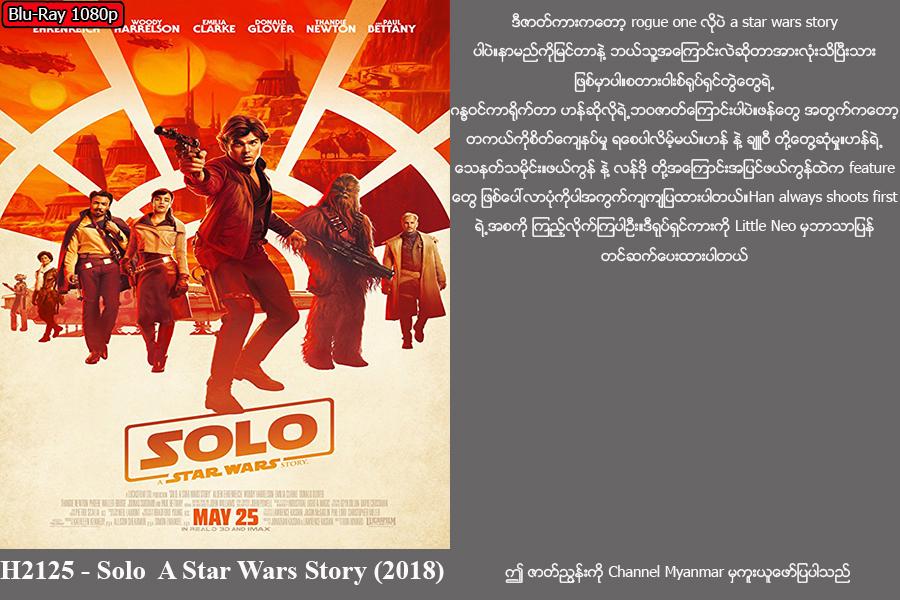 Blu-Ray 1080p
EHRENREICH
WOODY HARRELSON
EMILIA CLARKE
DONALD GLOVER
THANDIE NEWTON
PAUL BETTANY
SOLO
A STAR WARS STORY
MAY 25
IN REAL D 3D AND IMAX
H2125 - Solo A Star Wars Story (2018)
ဒီဇာတ်ကားကတော့ rogue one လိုပဲ a star wars story
ပါပဲ။နာမည်ကိုမြင်တာနဲ့ ဘယ်သူ့အကြောင်းလဲဆိုတာအားလုံးသိပြီးသား
ဖြစ်မှာပါ။စတားဝါးစ်ရုပ်ရှင်တွဲတွေရဲ့
ဂန္ဓဝင်ကာရိုက်တာ ဟန်ဆိုလိုရဲ့ဘဝဇာတ်ကြောင်းပါပဲ။ဖန်တွေ အတွက်ကတော့
တကယ်ကိုစိတ်ကျေနပ်မှု ရစေပါလိမ့်မယ်။ဟန် နဲ့ ချူဝီ တို့တွေ့ဆုံမှု။ဟန်ရဲ့
သေနတ်သမိုင်း။ဖယ်ကွန် နဲ့ လန်ဒို တို့အကြောင်းအပြင်ဖယ်ကွန်ထဲက feature
တွေ ဖြစ်ပေါ်လာပုံကိုပါအကွက်ကျကျပြထားပါတယ်။Han always shoots first
ရဲ့အစကို ကြည့်လိုက်ကြပါဦး။ဒီရုပ်ရှင်ကားကို Little Neo မှဘာသာပြန်
တင်ဆက်ပေးထားပါတယ်
ဤ ဇာတ်ညွှန်းကို Channel Myanmar မှကူးယူဖော်ပြပါသည်